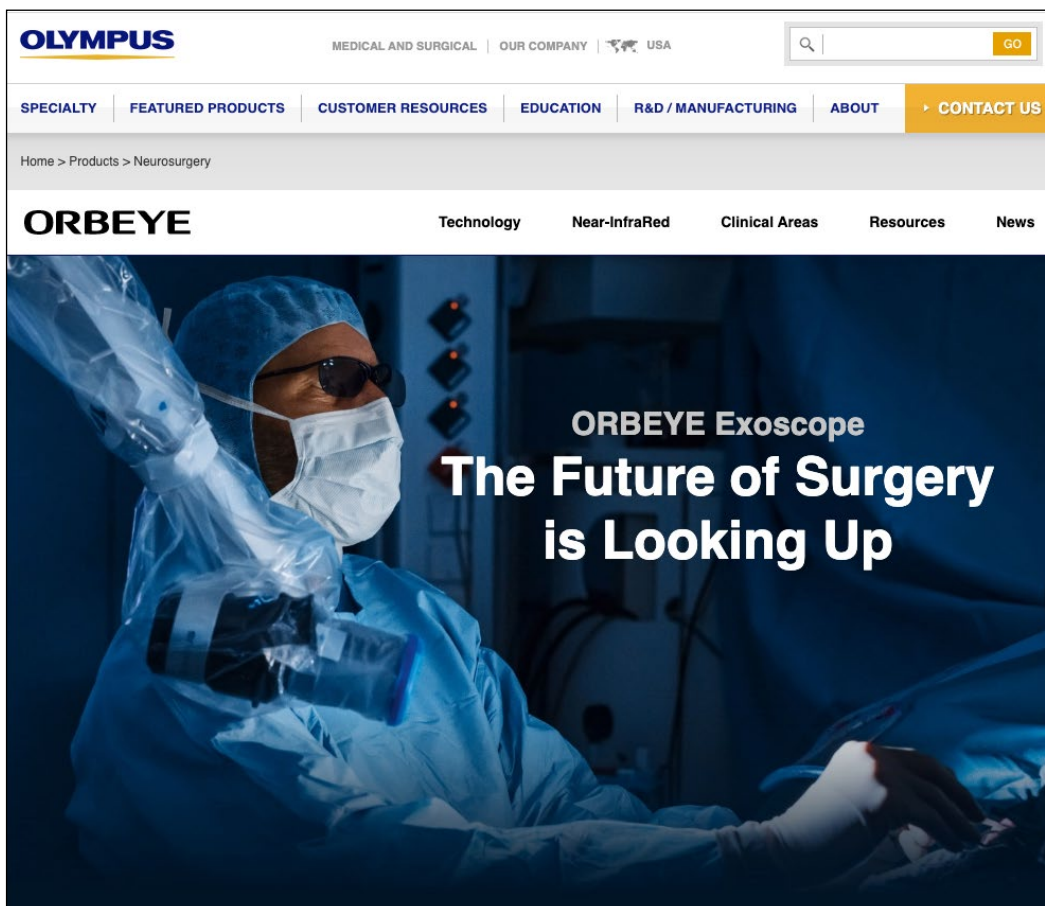 OLYMPUS
MEDICAL AND SURGICAL | OUR COMPANY | USA
GO
SPECIALTY FEATURED PRODUCTS CUSTOMER RESOURCES EDUCATION R&D / MANUFACTURING ABOUT CONTACT US
Home > Products > Neurosurgery
ORBEYE Technology Near-InfraRed Clinical Areas Resources News
ORBEYE Exoscope
The Future of Surgery
is Looking Up